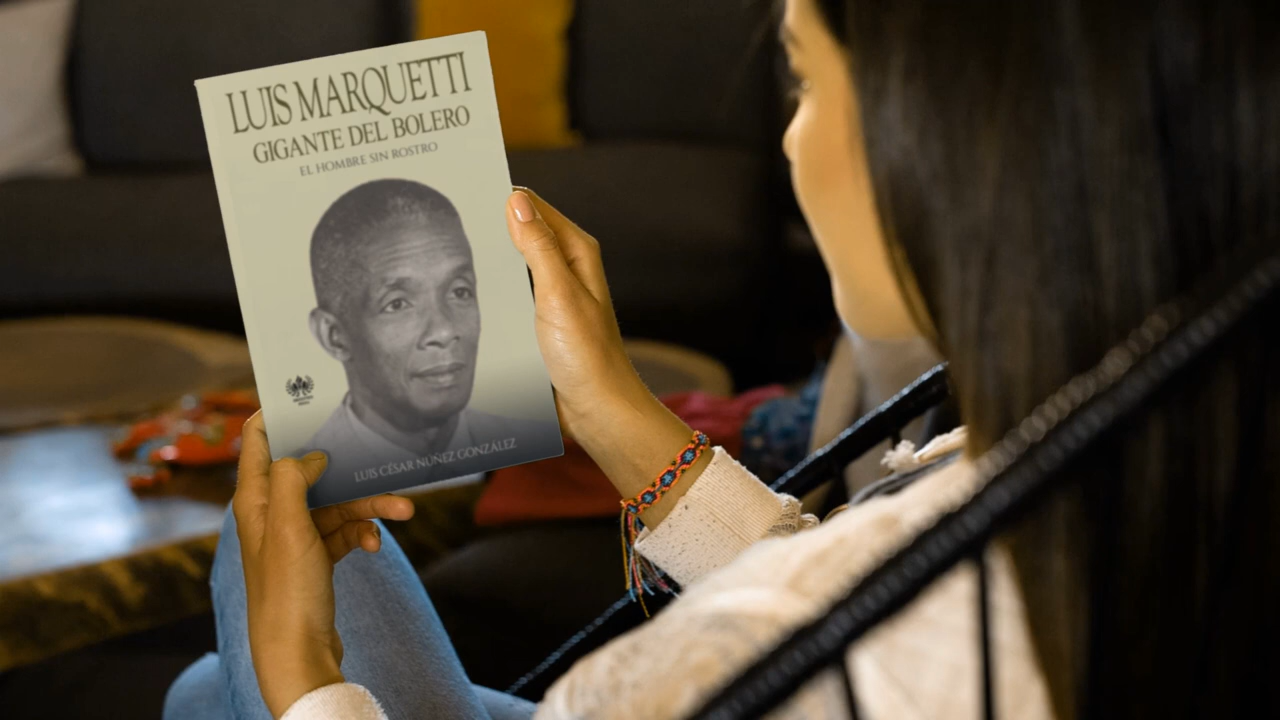 LUIS MARQUETTI
GIGANTE DEL BOLERO
EL HOMBRE SIN ROSTRO
LUIS CÉSAR NÚÑEZ GONZÁLEZ